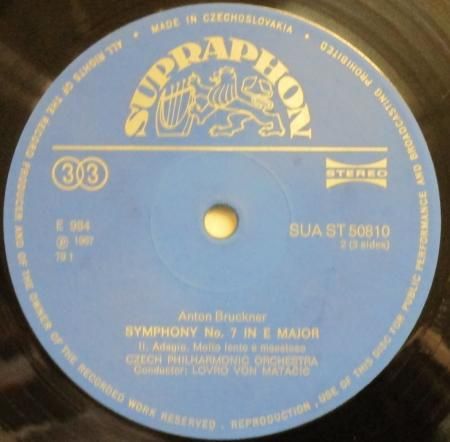 MADE IN CZECHOSLOVAKIA
ALL RIGHTS OF THE RECORD PRODUCER AND OF THE OWNER OF THE RECORDED WORK RESERVED . REPRODUCTION , USE OF THIS DISC FOR PUBLIC PERFORMANCE AND BROADCASTING PROHIBITED
SUPRAPHON
33
STEREO
E 984
SUA ST 50810
℗ 1967
2 (3 sides)
79 1
Anton Bruckner
SYMPHONY No. 7 IN E MAJOR
II. Adagio. Molto lento e maestoso
CZECH PHILHARMONIC ORCHESTRA
Conductor: LOVRO VON MATAČIĆ